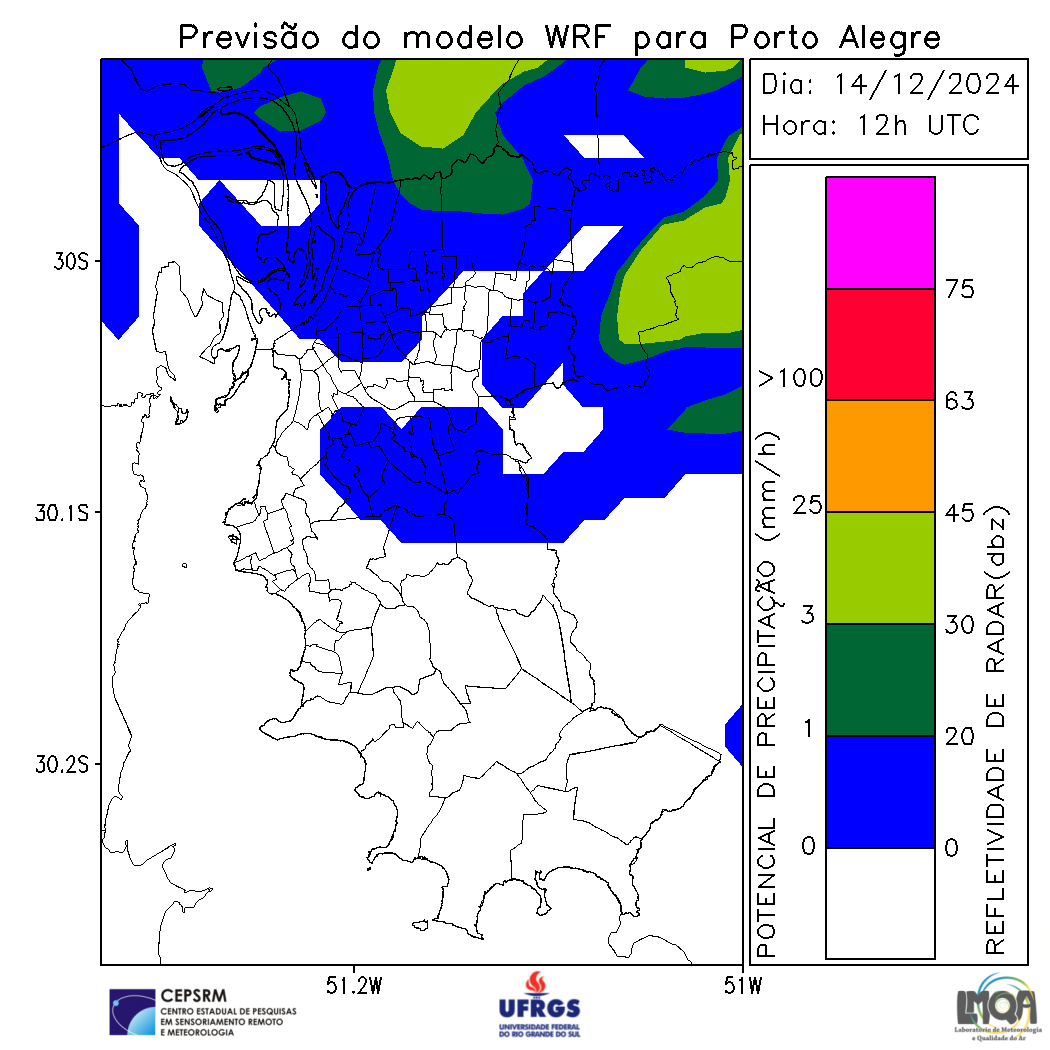 Previsão do modelo WRF para Porto Alegre
Dia: 14/12/2024
Hora: 12h UTC
30S
30.1S
30.2S
51.2W
51W
POTENCIAL DE PRECIPITAÇÃO (mm/h)
>100
25
3
1
0
75
63
45
30
20
0
REFLETIVIDADE DE RADAR(dbz)
CEPSRM
CENTRO ESTADUAL DE PESQUISAS
EM SENSORIAMENTO REMOTO
E METEOROLOGIA
UFRGS
UNIVERSIDADE FEDERAL
DO RIO GRANDE DO SUL
LMQA
Laboratório de Meteorologia
e Qualidade do Ar